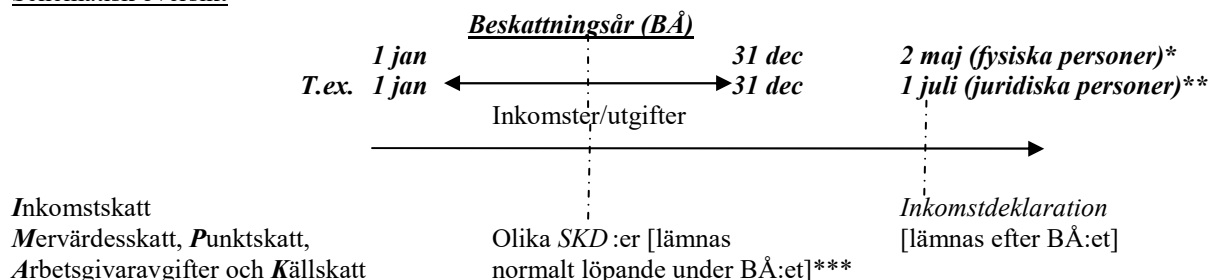 Beskattningsår (BÅ)
1 jan 31 dec 2 maj (fysiska personer)*
T.ex. 1 jan 31 dec 1 juli (juridiska personer)**
Inkomster/utgifter
Inkomstskatt Inkomstdeklaration
Mervärdesskatt, Punktskatt, Olika SKD :er [lämnas [lämnas efter BÅ:et]
Arbetsgivaravgifter och Källskatt normalt löpande under BÅ:et]***